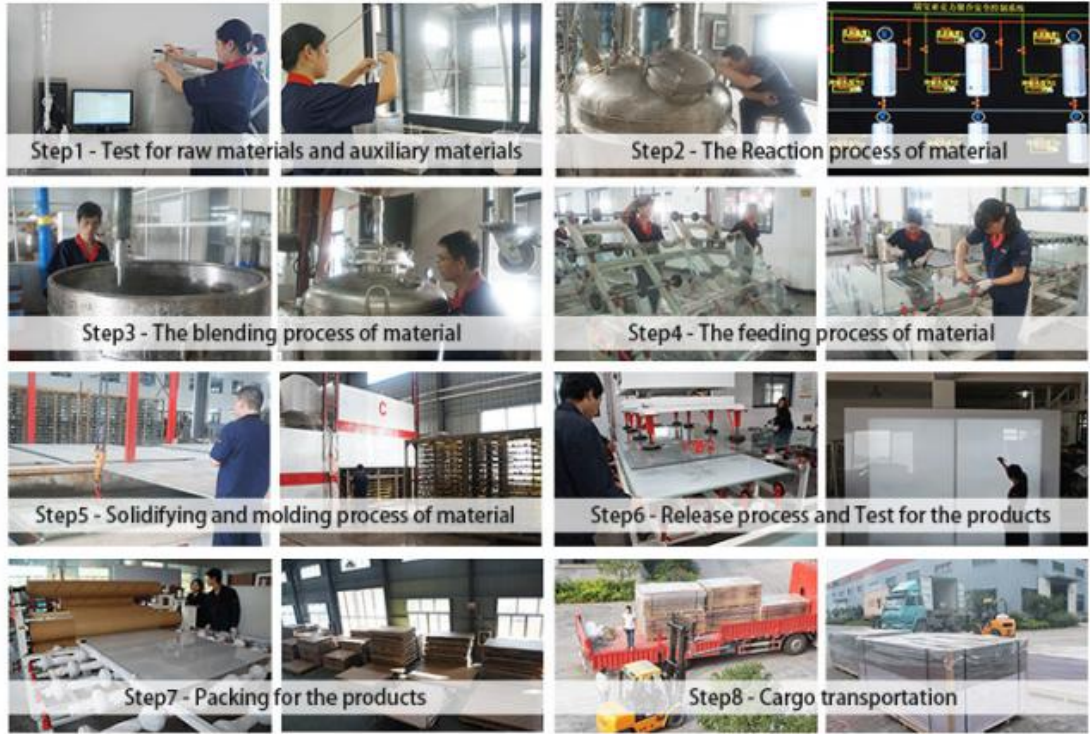 Step1 - Test for raw materials and auxiliary materials
Step2 - The Reaction process of material
Step3 - The blending process of material
Step4 - The feeding process of material
C
Step5 - Solidifying and molding process of material
Step6 - Release process and Test for the products
Step7 - Packing for the products
Step8 - Cargo transportation